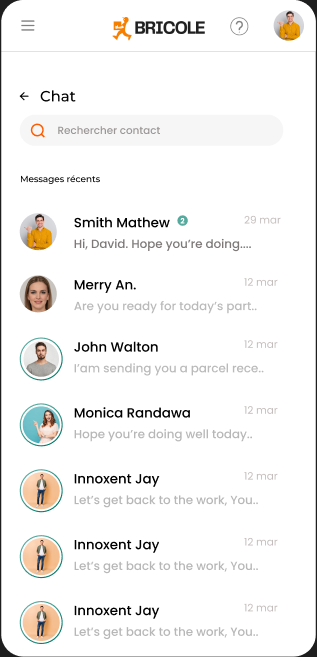 BRICOLE
?
Chat
Rechercher contact
Messages récents
Smith Mathew 2 29 mar
Hi, David. Hope you’re doing....
Merry An. 12 mar
Are you ready for today’s part..
John Walton 12 mar
I’am sending you a parcel rece..
Monica Randawa 12 mar
Hope you’re doing well today..
Innoxent Jay 12 mar
Let’s get back to the work, You..
Innoxent Jay 12 mar
Let’s get back to the work, You..
Innoxent Jay 12 mar
Let’s get back to the work, You..